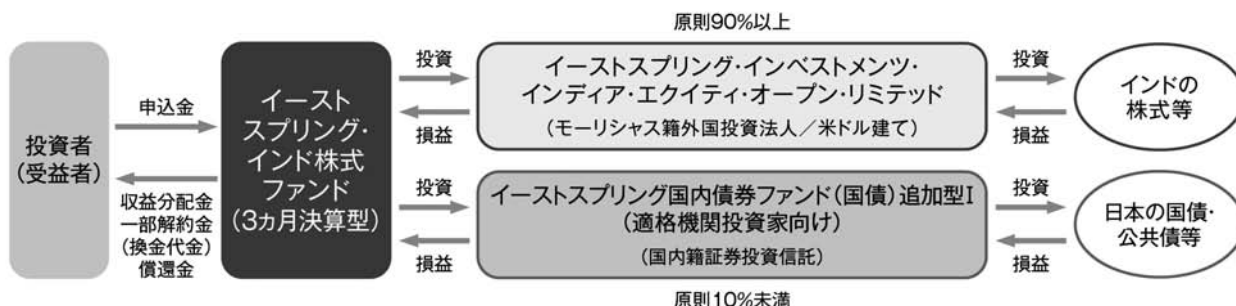 投資者
(受益者)
申込金
収益分配金
一部解約金
(換金代金)
償還金
イースト
スプリング・
インド株式
ファンド
(3ヵ月決算型)
投資
損益
投資
損益
原則90%以上
イーストスプリング・インベストメンツ・
インディア・エクイティ・オープン・リミテッド
(モーリシャス籍外国投資法人/米ドル建て)
イーストスプリング国内債券ファンド(国債)追加型I
(適格機関投資家向け)
(国内籍証券投資信託)
原則10%未満
投資
損益
投資
損益
インドの
株式等
日本の国債・
公共債等